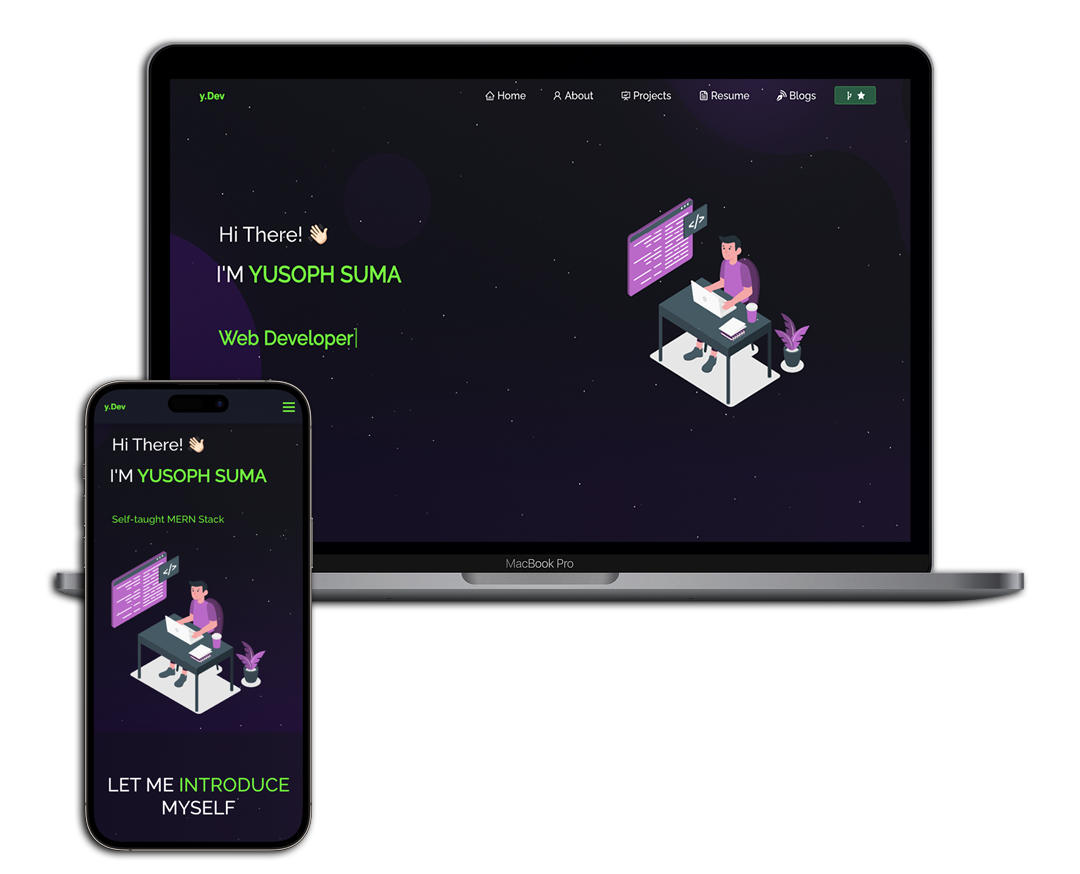 y.Dev
Home About Projects Resume Blogs
Hi There! 👋🏻
I'M YUSOPH SUMA
Web Developer|
</>
MacBook Pro
y.Dev
Hi There! 👋🏻
I'M YUSOPH SUMA
Self-taught MERN Stack
</>
LET ME INTRODUCE
MYSELF